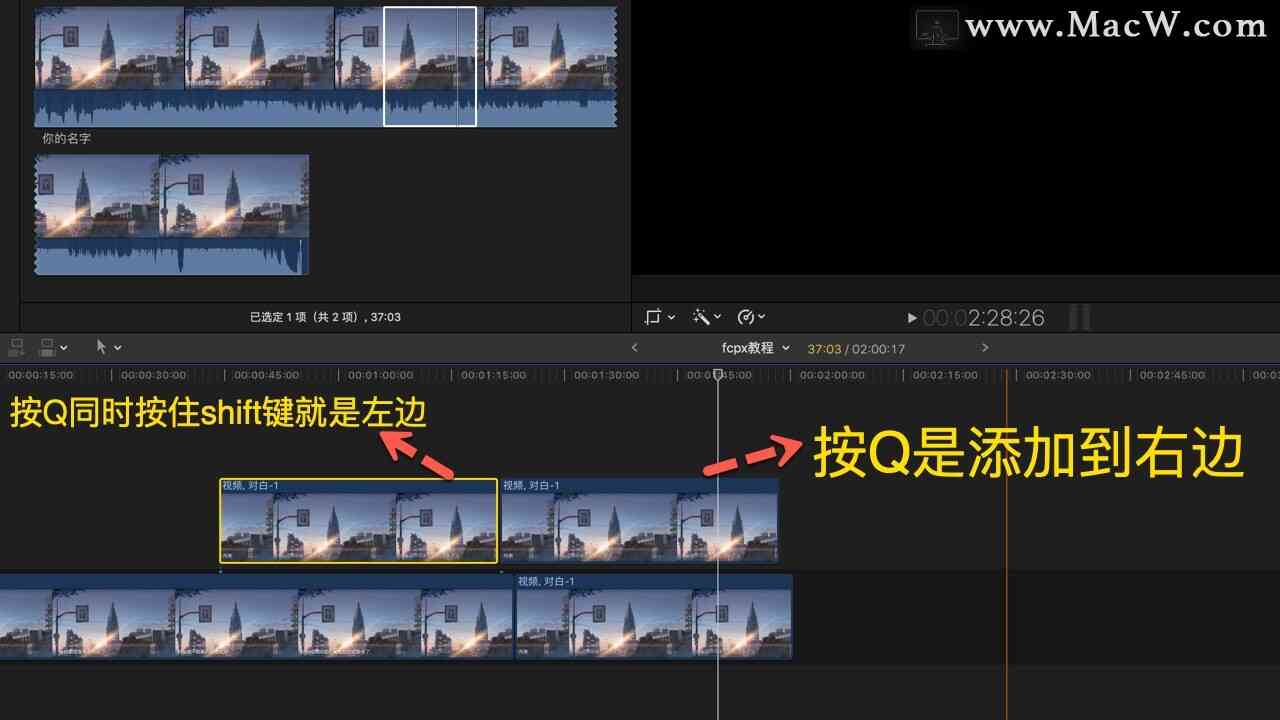 www.MacW.com
你的名字
已选定 1 项（共 2 项）, 37:03
00:00:02:28:26
fcpx教程
37:03 / 02:00:17
00:00:15:00
00:00:30:00
00:00:45:00
00:01:00:00
00:01:15:00
00:01:30:00
00:02:00:00
00:02:15:00
00:02:30:00
00:02:45:00
按Q同时按住shift键就是左边
按Q是添加到右边
视频, 对白-1
视频, 对白-1
视频, 对白-1